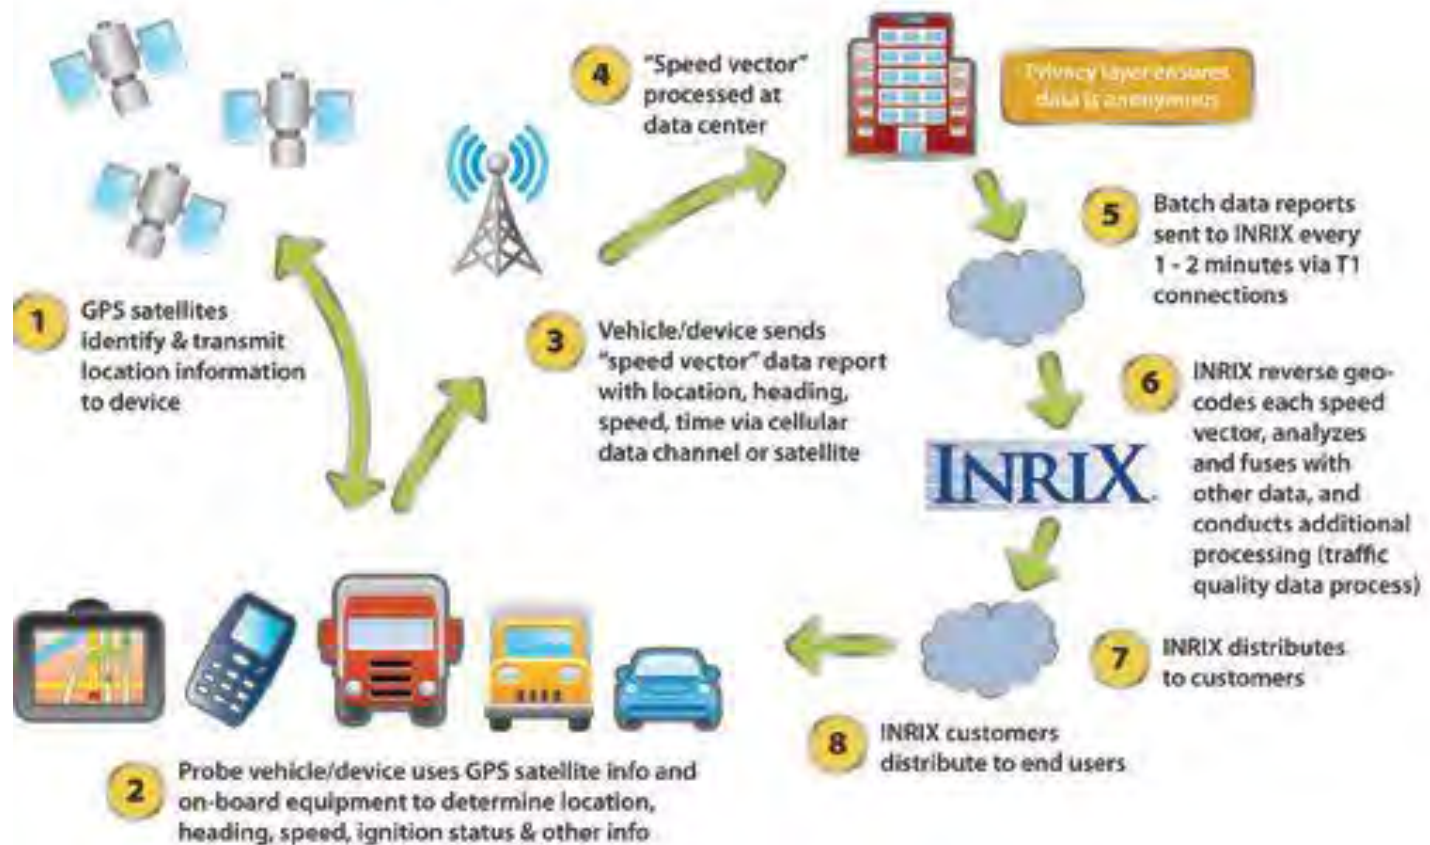 1
GPS satellites
identify & transmit
location information
to device
2
Probe vehicle/device uses GPS satellite info and
on-board equipment to determine location,
heading, speed, ignition status & other info
3
Vehicle/device sends
"speed vector" data report
with location, heading,
speed, time via cellular
data channel or satellite
4
"Speed vector"
processed at
data center
Privacy layer ensures
data is anonymous
5
Batch data reports
sent to INRIX every
1 - 2 minutes via T1
connections
6
INRIX reverse geo-
codes each speed
vector, analyzes
and fuses with
other data, and
conducts additional
processing (traffic
quality data process)
INRIX
7
INRIX distributes
to customers
8
INRIX customers
distribute to end users